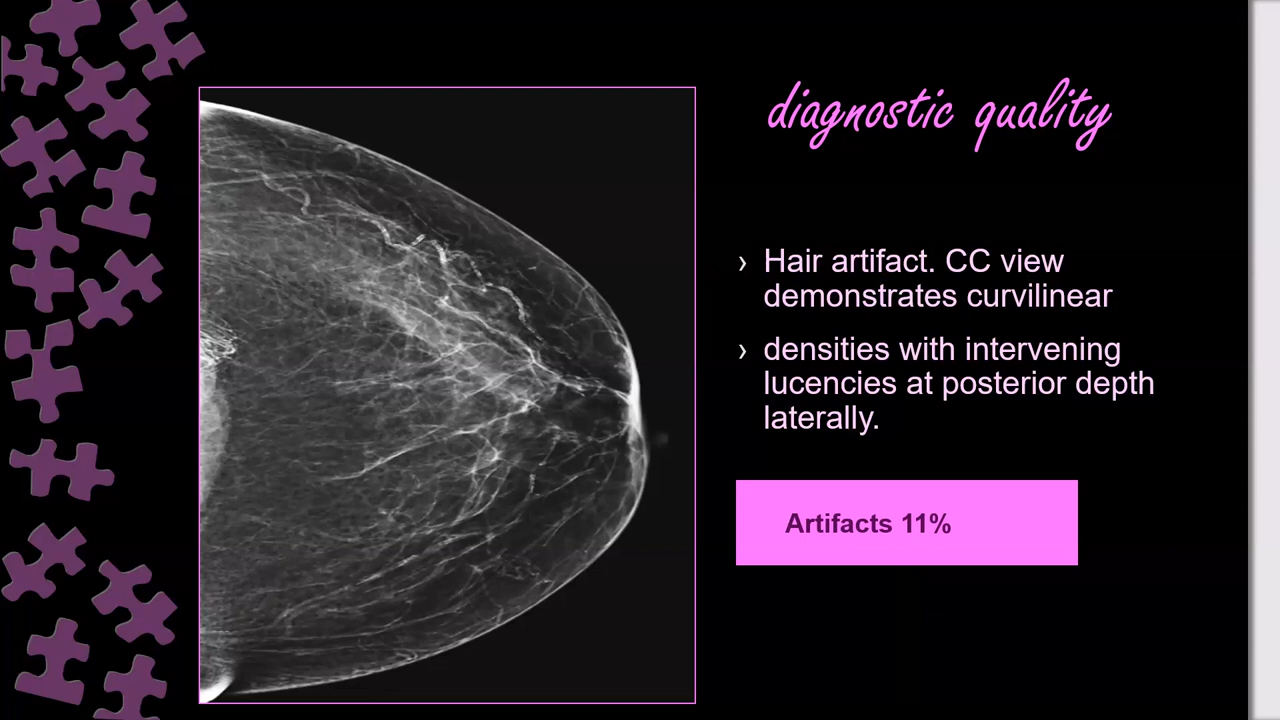 diagnostic quality
› Hair artifact. CC view
demonstrates curvilinear
› densities with intervening
lucencies at posterior depth
laterally.
Artifacts 11%